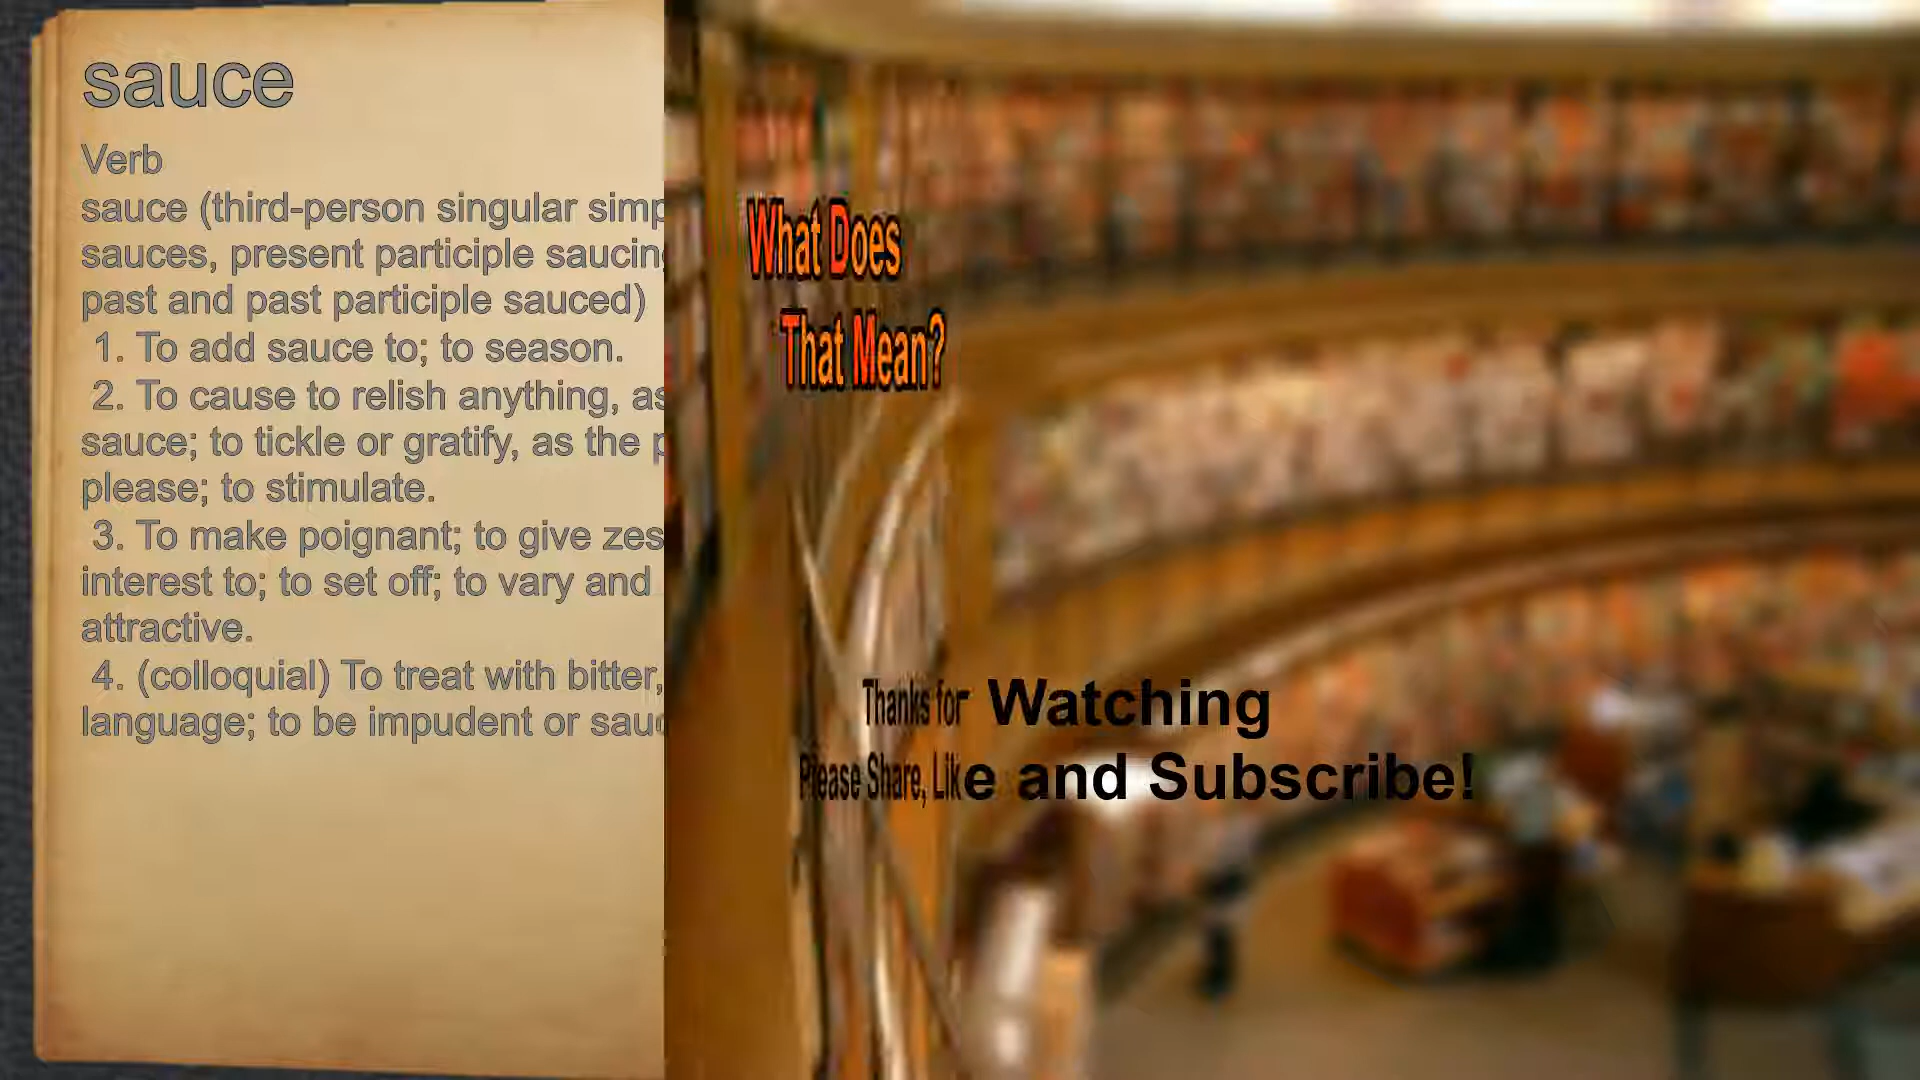 sauce
Verb
sauce (third-person singular simp
sauces, present participle saucing
past and past participle sauced)
1. To add sauce to; to season.
2. To cause to relish anything, as
sauce; to tickle or gratify, as the p
please; to stimulate.
3. To make poignant; to give zes
interest to; to set off; to vary and
attractive.
4. (colloquial) To treat with bitter,
language; to be impudent or sauc
What Does
That Mean?
Thanks for Watching
Please Share, Like and Subscribe!